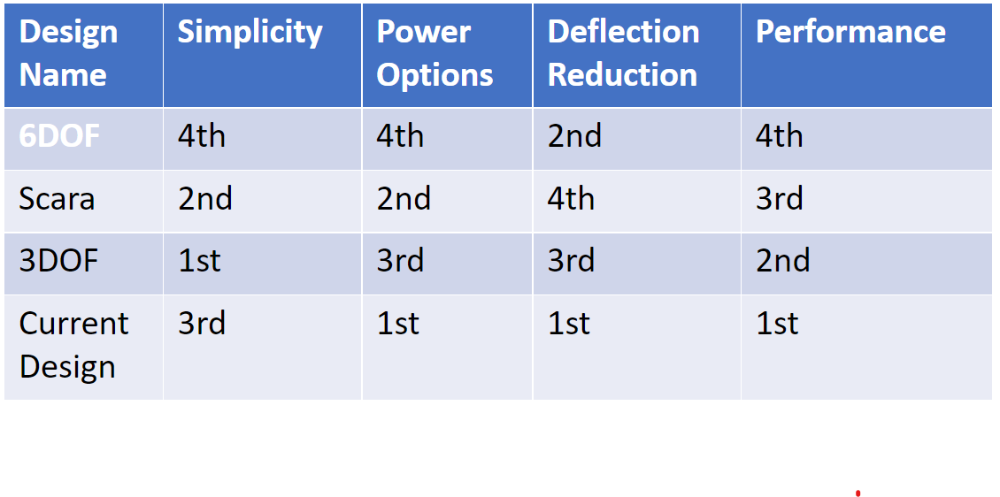 Design Name Simplicity Power Options Deflection Reduction Performance
6DOF 4th 4th 2nd 4th
Scara 2nd 2nd 4th 3rd
3DOF 1st 3rd 3rd 2nd
Current Design 3rd 1st 1st 1st